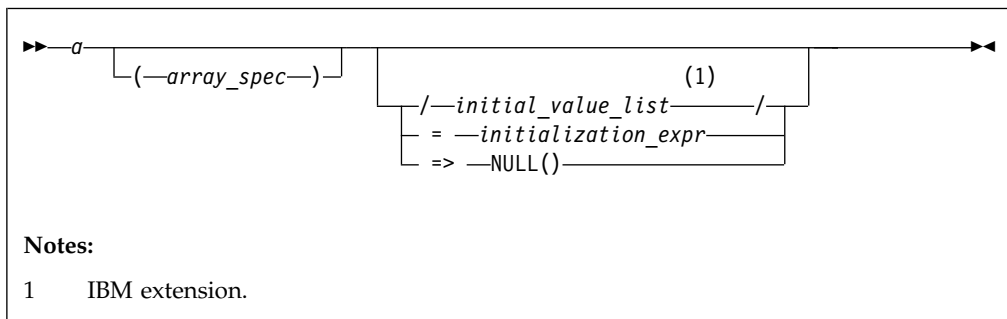 a
(array_spec) (1)
/initial_value_list/
= initialization_expr
=> NULL()
Notes:
1 IBM extension.